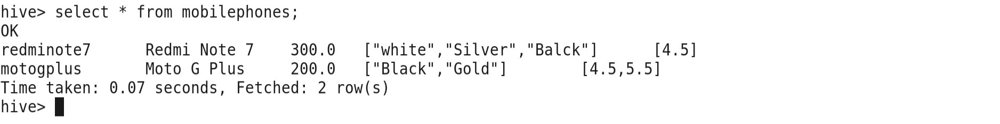 hive> select * from mobilephones;
OK
redminote7 Redmi Note 7 300.0 ["white","Silver","Balck"] [4.5]
motogplus Moto G Plus 200.0 ["Black","Gold"] [4.5,5.5]
Time taken: 0.07 seconds, Fetched: 2 row(s)
hive>